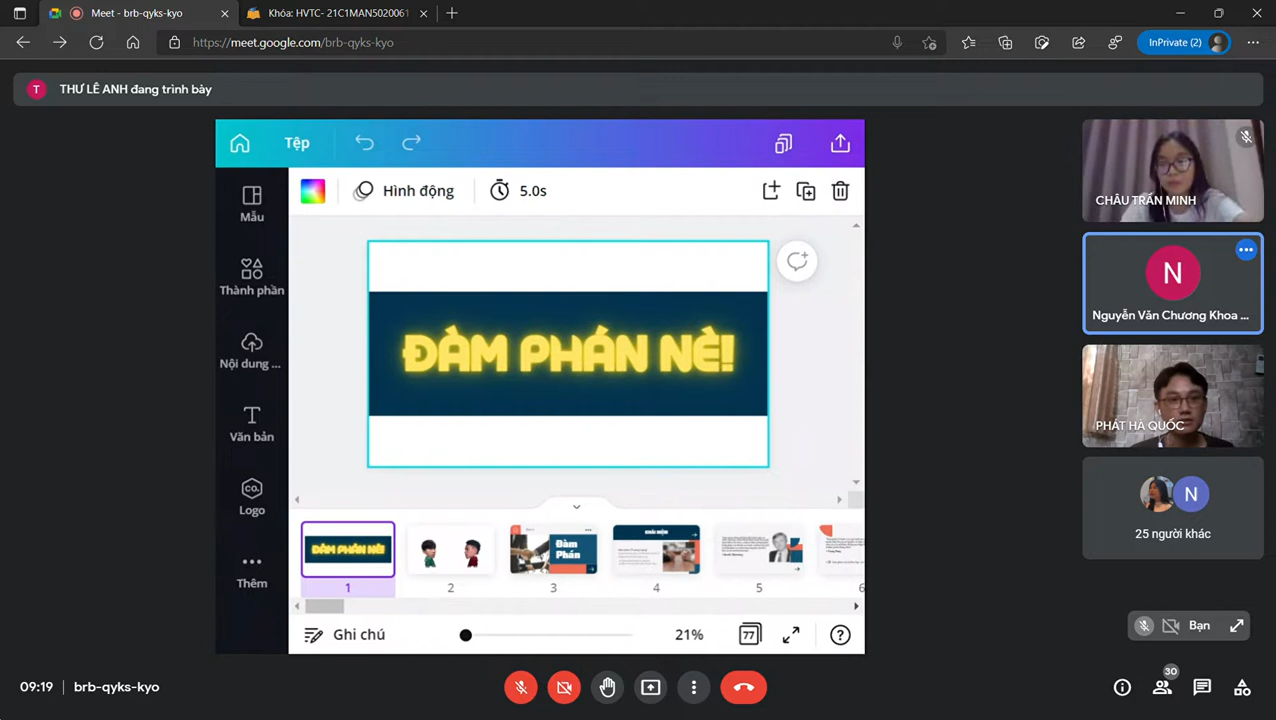 Meet - brb-qyks-kyo
Khóa: HVTC- 21C1MAN5020061
https://meet.google.com/brb-qyks-kyo
InPrivate (2)
T
THƯ LÊ ANH đang trình bày
Tệp
Hình động
5.0s
Mẫu
Thành phần
Nội dung ...
Văn bản
CO.
Logo
Thêm
ĐÀM PHÁN NÈ!
ĐÀM PHÁN NÈ!
Đàm
Phán
KHÁI NIỆM
1
2
3
4
5
6
Ghi chú
21%
77
CHÂU TRẦN MINH
N
Nguyễn Văn Chương Khoa ...
PHÁT HÀ QUỐC
N
25 người khác
Bạn
09:19
brb-qyks-kyo
30